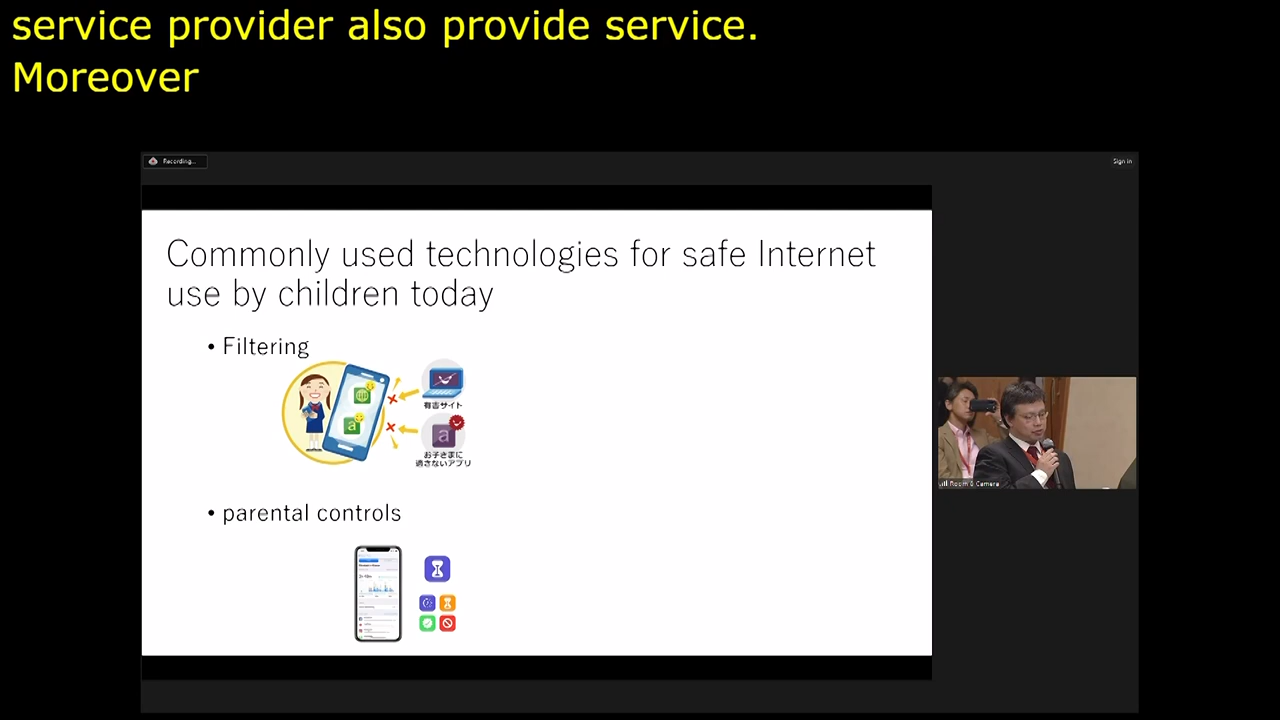 service provider also provide service.
Moreover
Recording...
Sign in
Commonly used technologies for safe Internet
use by children today
• Filtering
有害サイト
お子さまに
適さないアプリ
• parental controls
Room 8 Camera